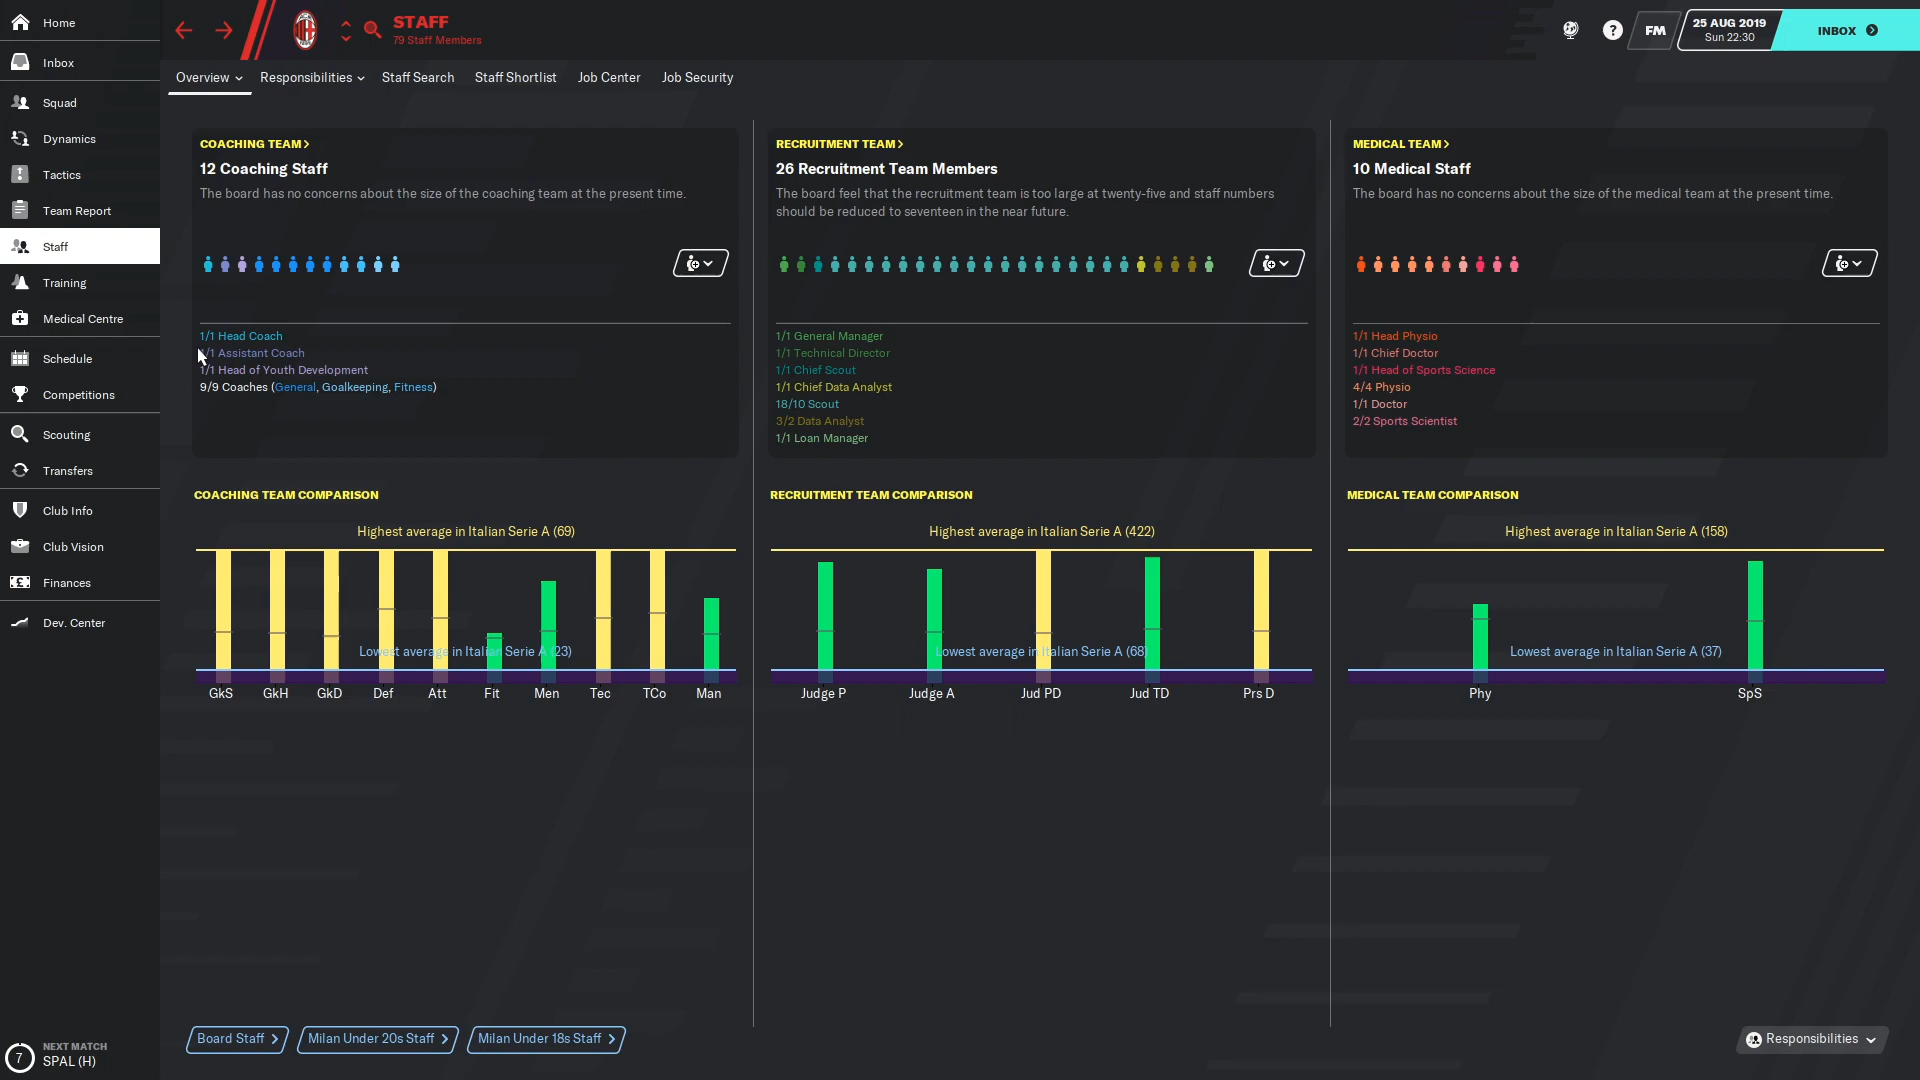 Home
Inbox
Squad
Dynamics
Tactics
Team Report
Staff
Training
Medical Centre
Schedule
Competitions
Scouting
Transfers
Club Info
Club Vision
Finances
Dev. Center
7
NEXT MATCH
SPAL (H)
STAFF
79 Staff Members
?
FM
25 AUG 2019
Sun 22:30
INBOX
Overview
Responsibilities
Staff Search
Staff Shortlist
Job Center
Job Security
COACHING TEAM
12 Coaching Staff
The board has no concerns about the size of the coaching team at the present time.
1/1 Head Coach
/1 Assistant Coach
1/1 Head of Youth Development
9/9 Coaches (General, Goalkeeping, Fitness)
COACHING TEAM COMPARISON
Highest average in Italian Serie A (69)
Lowest average in Italian Serie A (23)
GkS GkH GkD Def Att Fit Men Tec TCo Man
RECRUITMENT TEAM
26 Recruitment Team Members
The board feel that the recruitment team is too large at twenty-five and staff numbers
should be reduced to seventeen in the near future.
1/1 General Manager
1/1 Technical Director
1/1 Chief Scout
1/1 Chief Data Analyst
18/10 Scout
3/2 Data Analyst
1/1 Loan Manager
RECRUITMENT TEAM COMPARISON
Highest average in Italian Serie A (422)
Lowest average in Italian Serie A (68)
Judge P Judge A Jud PD Jud TD Prs D
MEDICAL TEAM
10 Medical Staff
The board has no concerns about the size of the medical team at the present time.
1/1 Head Physio
1/1 Chief Doctor
1/1 Head of Sports Science
4/4 Physio
1/1 Doctor
2/2 Sports Scientist
MEDICAL TEAM COMPARISON
Highest average in Italian Serie A (158)
Lowest average in Italian Serie A (37)
Phy SpS
Board Staff
Milan Under 20s Staff
Milan Under 18s Staff
Responsibilities